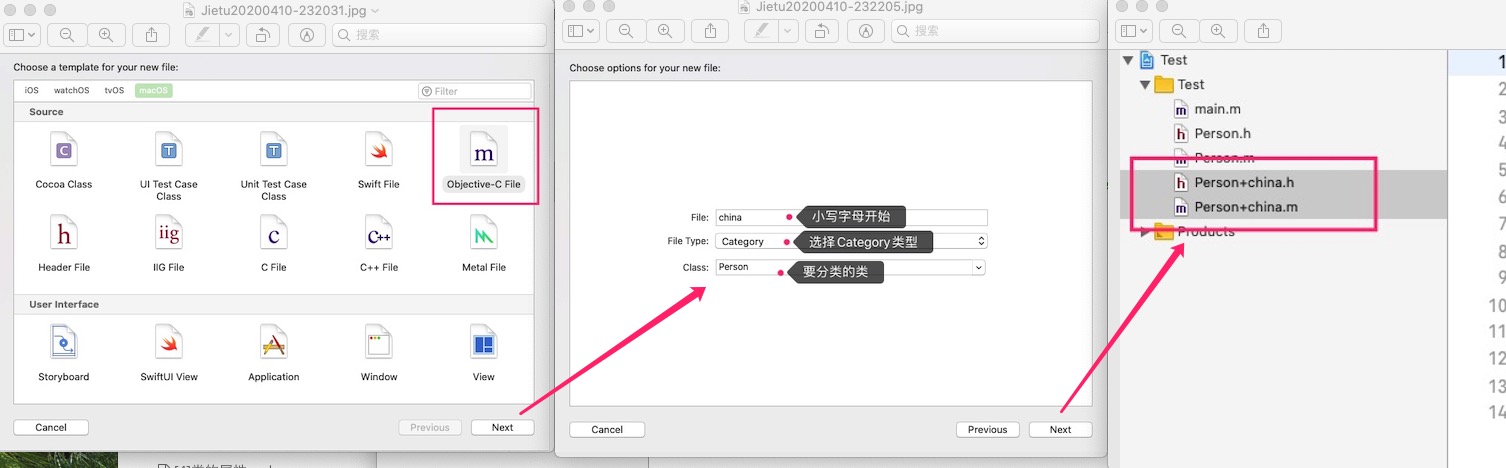 Jietu20200410-232031.jpg
搜索
Choose a template for your new file:
iOS watchOS tvOS macOS
Filter
Source
C
T
T
m
Cocoa Class
UI Test Case
Class
Unit Test Case
Class
Swift File
Objective-C File
h
iig
c
C++
Header File
IIG File
C File
C++ File
Metal File
User Interface
Storyboard
SwiftUI View
Application
Window
View
Cancel
Previous
Next
Jietu20200410-232205.jpg
搜索
Choose options for your new file:
File: china 小写字母开始
File Type: Category 选择Category类型
Class: Person 要分类的类
Cancel
Previous
Next
Test
Test
m main.m
h Person.h
m Person.m
h Person+china.h
m Person+china.m
Products
1
2
3
4
5
6
7
8
9
10
11
12
13
14